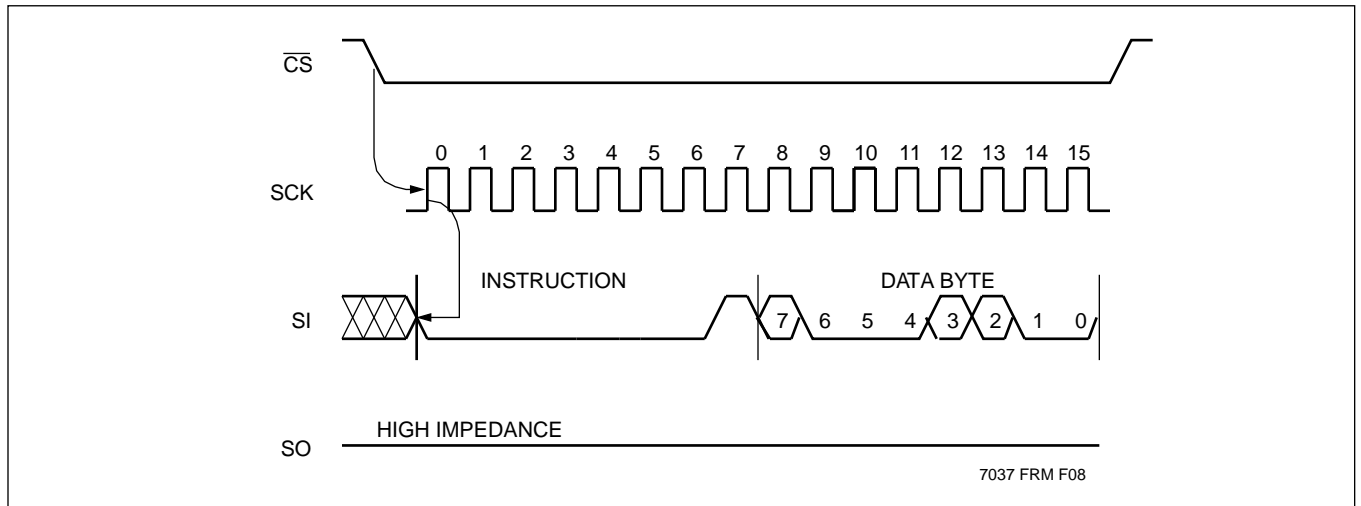 CS
0 1 2 3 4 5 6 7 8 9 10 11 12 13 14 15
SCK
INSTRUCTION DATA BYTE
SI 7 6 5 4 3 2 1 0
HIGH IMPEDANCE
SO
7037 FRM F08